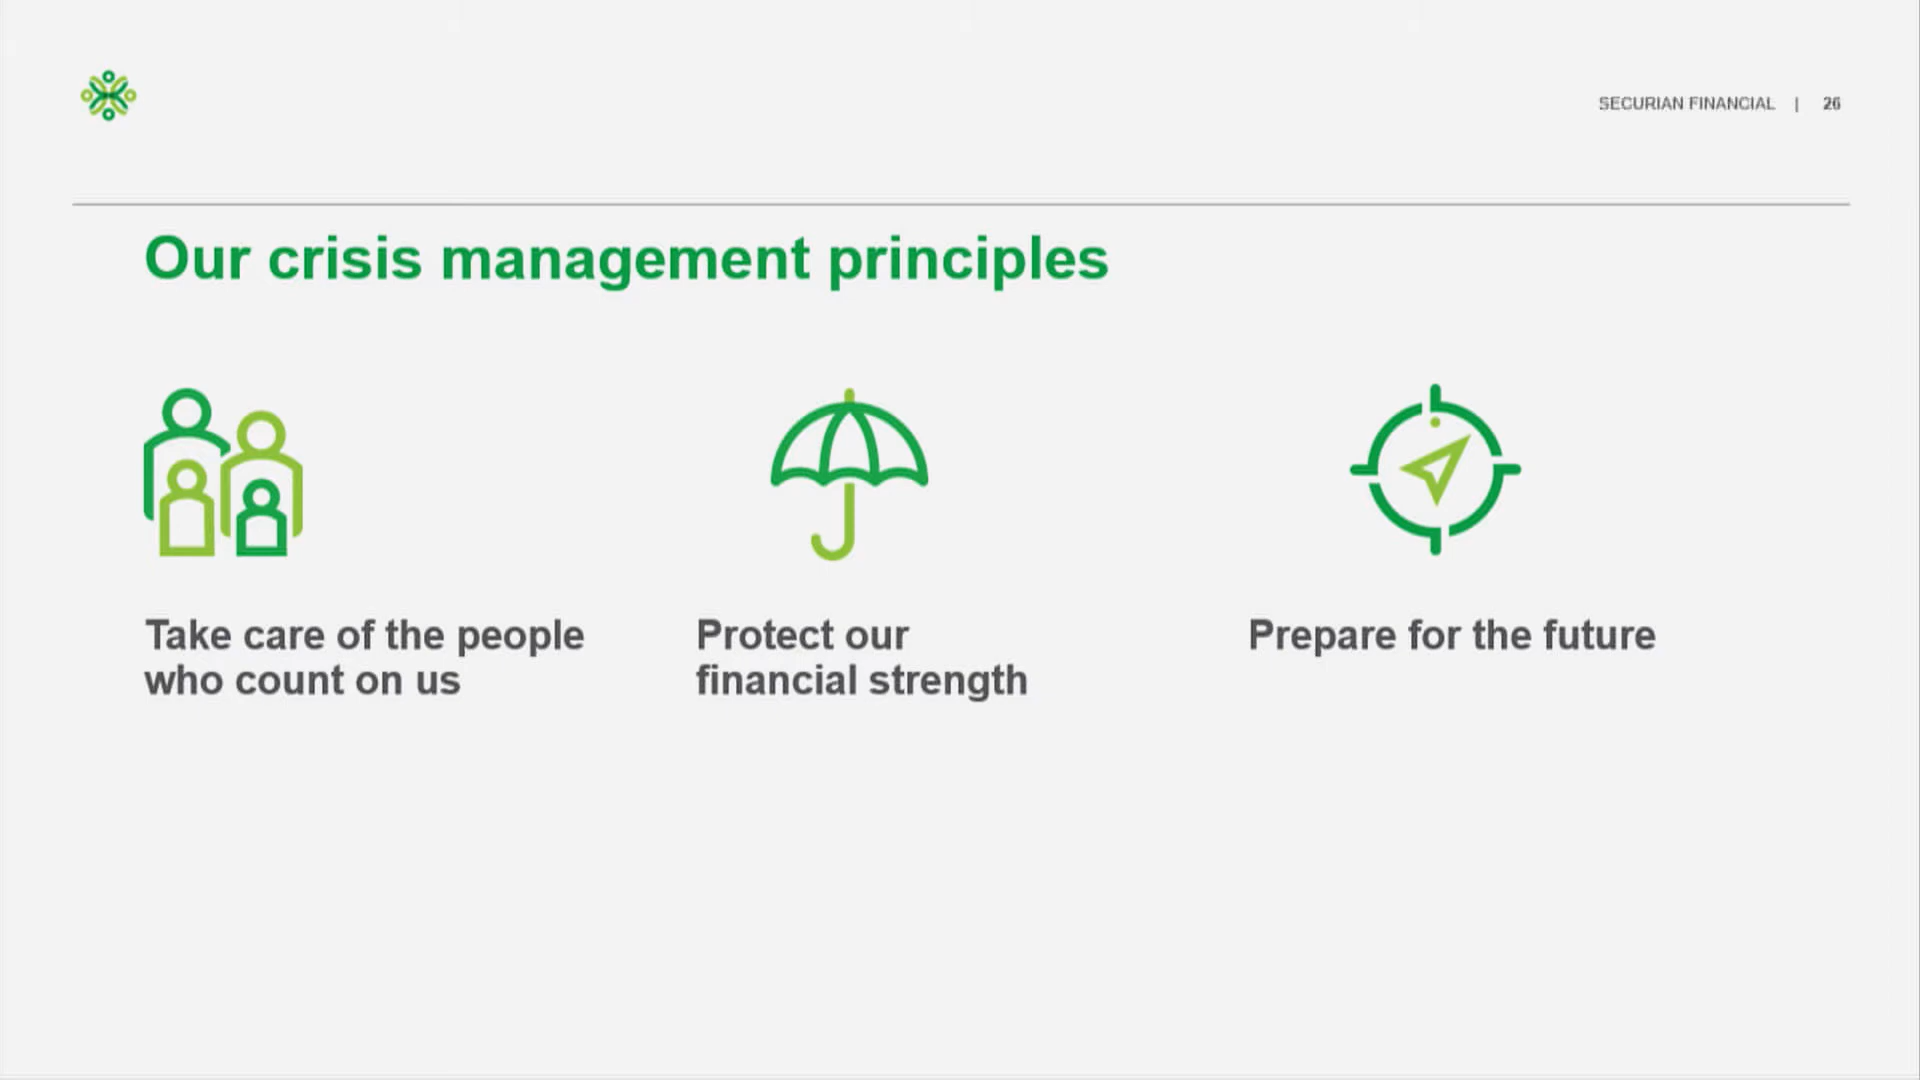 SECURIAN FINANCIAL | 26
Our crisis management principles
Take care of the people
who count on us
Protect our
financial strength
Prepare for the future